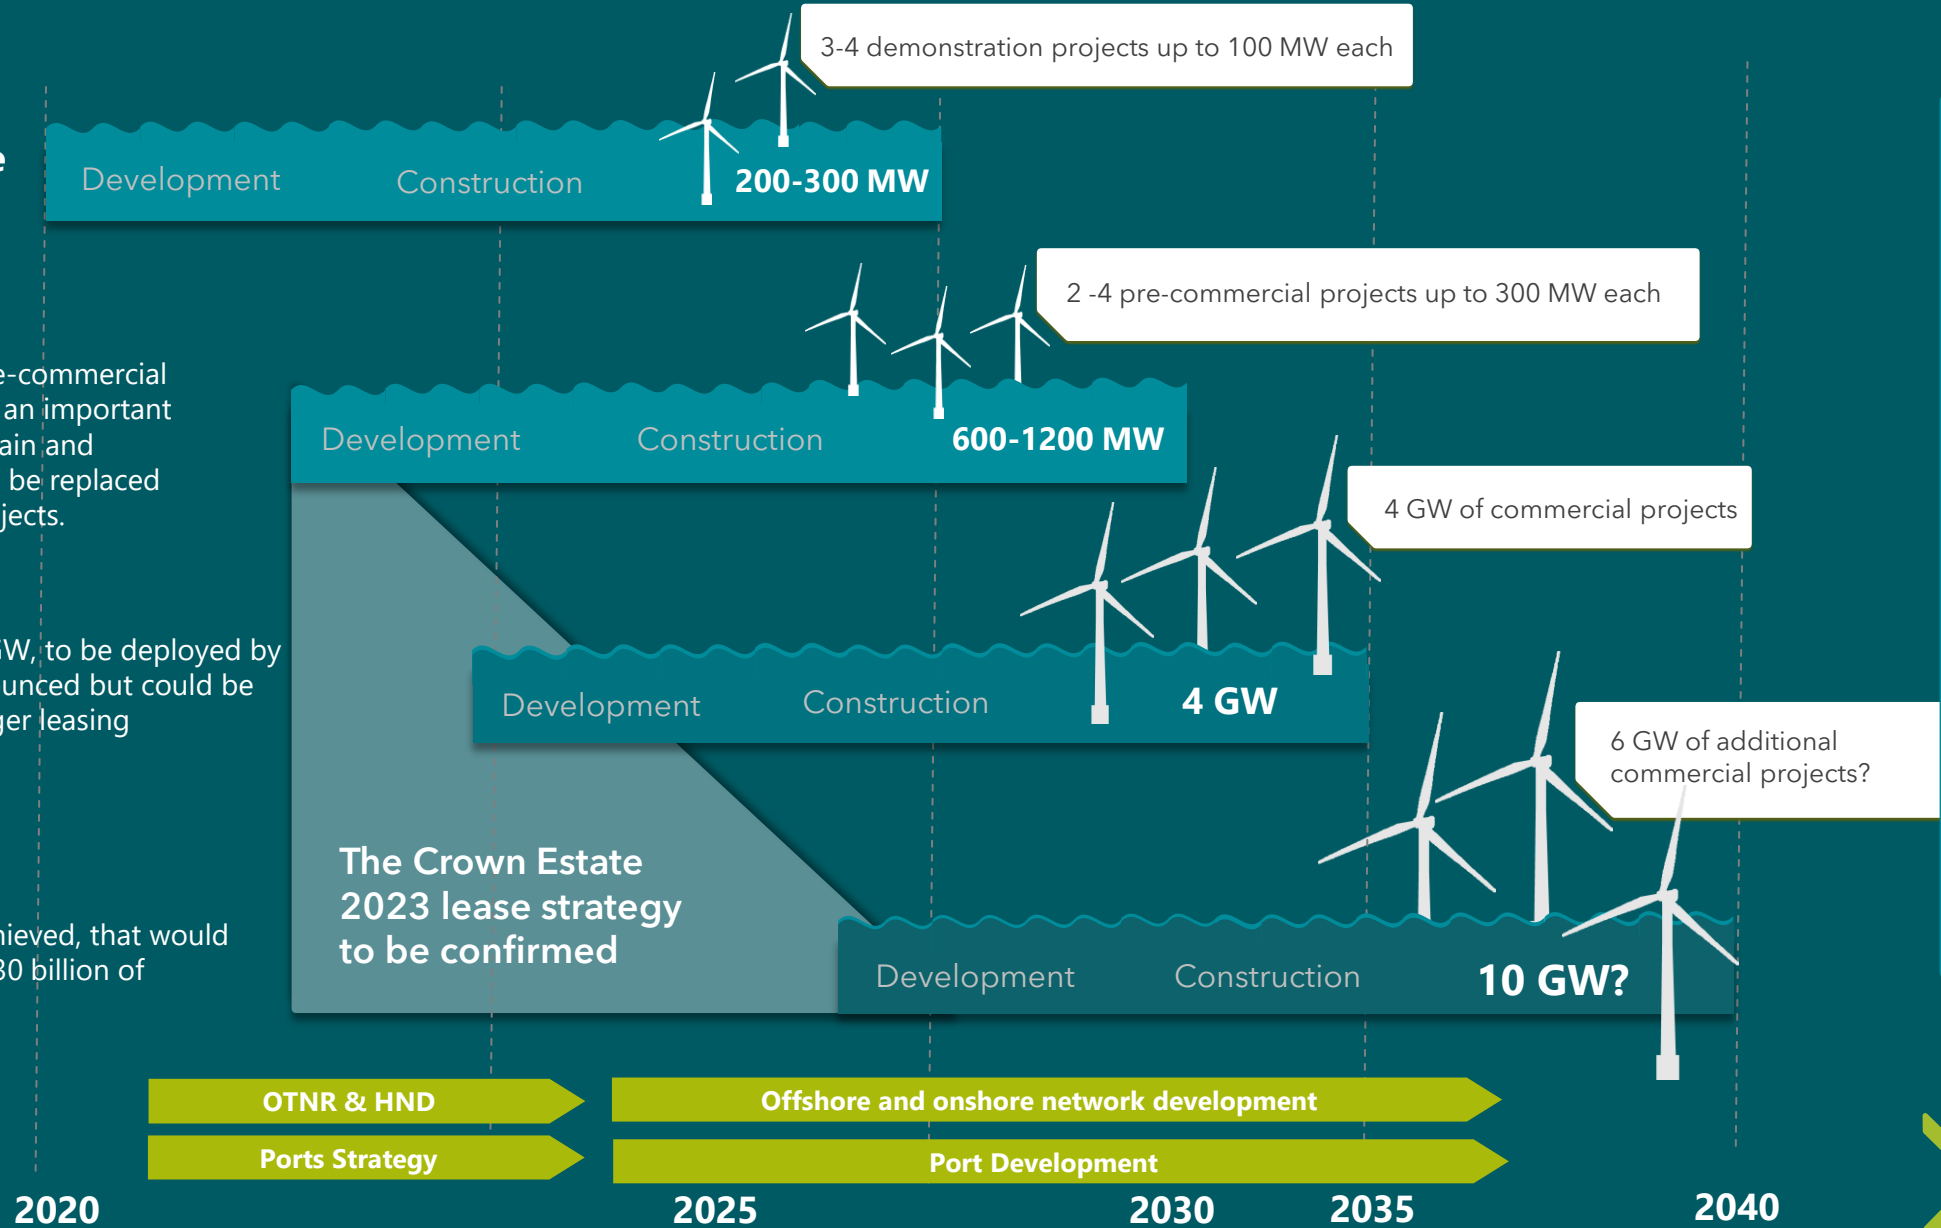 3-4 demonstration projects up to 100 MW each
e
Development
Construction
200-300 MW
2 -4 pre-commercial projects up to 300 MW each
e-commercial
an important
ain and
be replaced
jects.
Development
Construction
600-1200 MW
4 GW of commercial projects
GW, to be deployed by
unced but could be
ger leasing
Development
Construction
4 GW
6 GW of additional
commercial projects?
The Crown Estate
2023 lease strategy
to be confirmed
hieved, that would
30 billion of
Development
Construction
10 GW?
OTNR & HND
Offshore and onshore network development
Ports Strategy
Port Development
2020
2025
2030
2035
2040